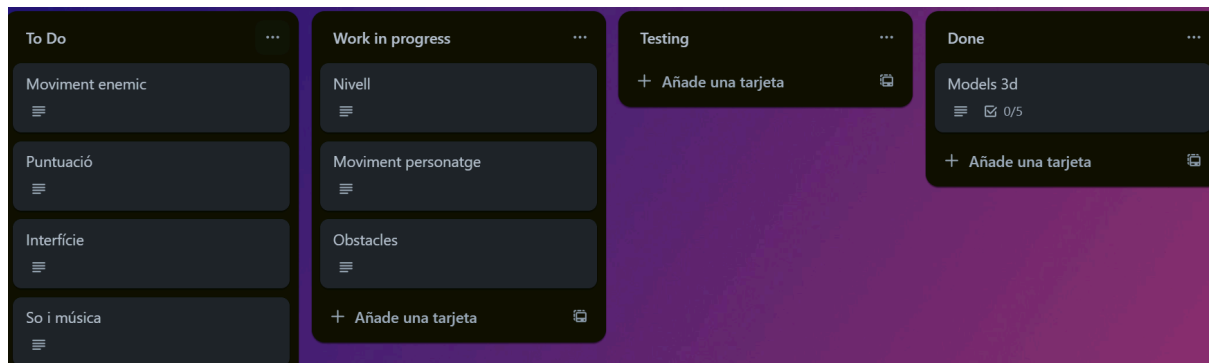 To Do
Moviment enemic
Puntuació
Interfície
So i música
Work in progress
Nivell
Moviment personatge
Obstacles
Añade una tarjeta
Testing
Añade una tarjeta
Done
Models 3d
0/5
Añade una tarjeta